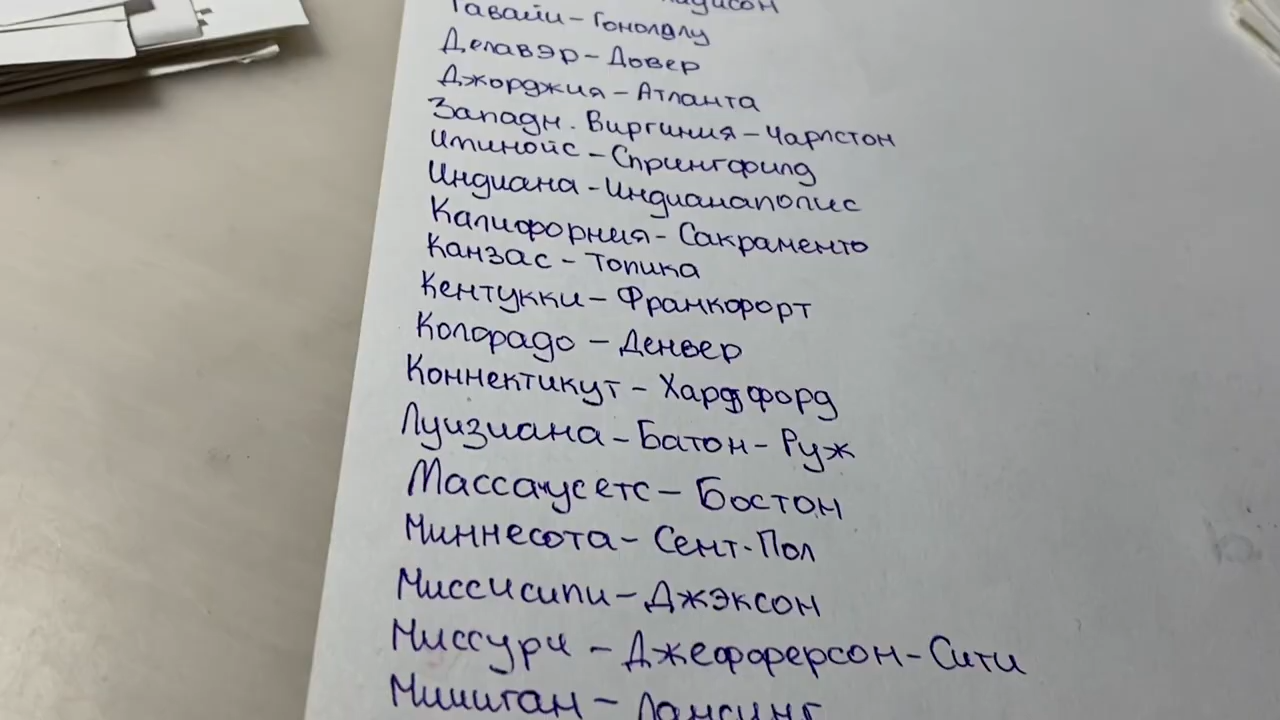 Гавайи – Гонолулу
Делавэр – Довер
Джорджия – Атланта
Западн. Виргиния – Чарлстон
Иллинойс – Спрингфилд
Индиана – Индианаполис
Калифорния – Сакраменто
Канзас – Топика
Кентукки – Франкфорт
Колорадо – Денвер
Коннектикут – Хартфорд
Луизиана – Батон-Руж
Массачусетс – Бостон
Миннесота – Сент-Пол
Миссисипи – Джэксон
Миссури – Джефферсон-Сити
Мичиган – Лансинг